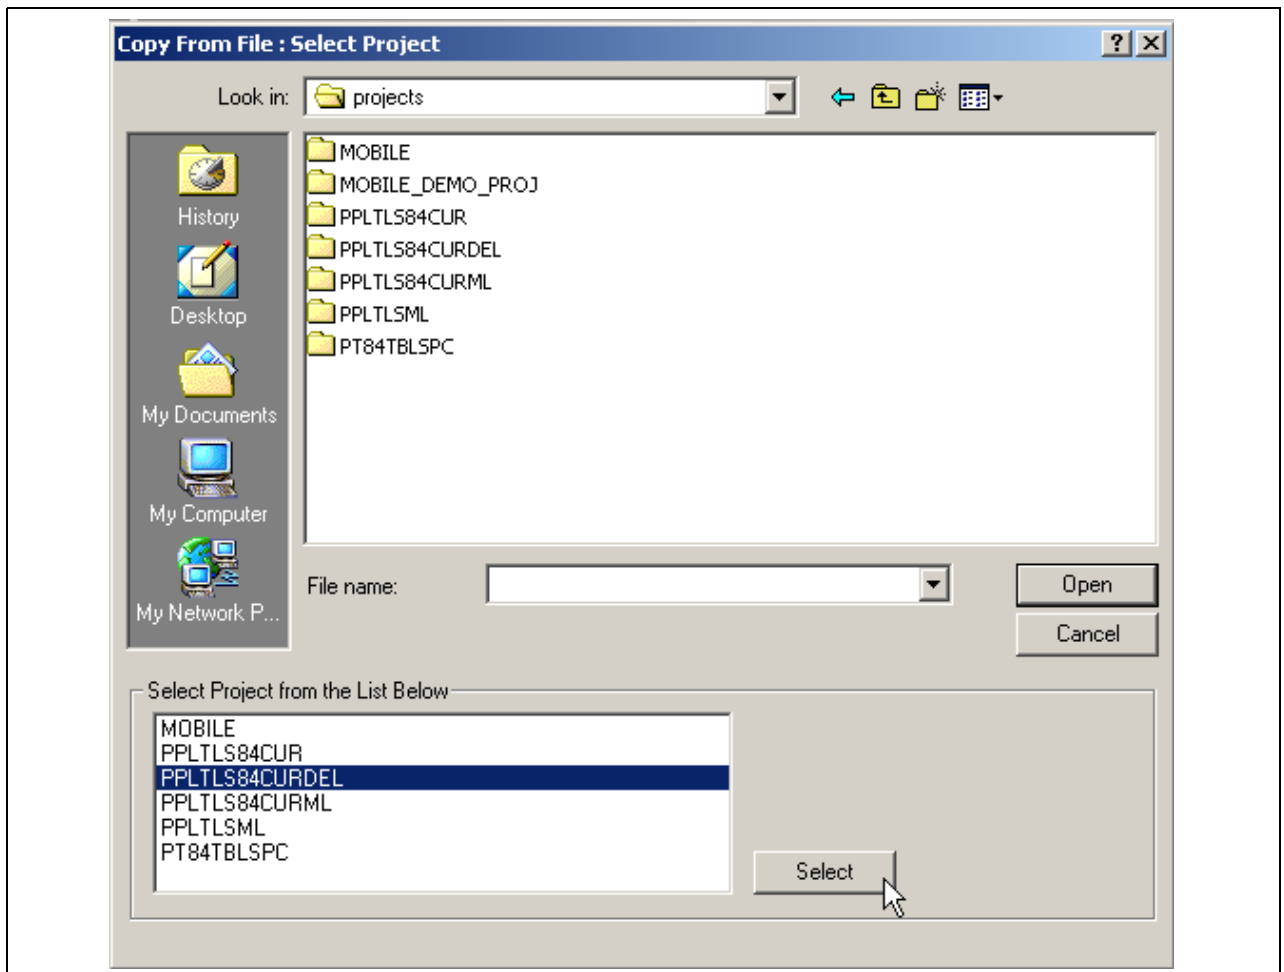 Copy From File : Select Project
Look in:
projects
History
Desktop
My Documents
My Computer
My Network P...
MOBILE
MOBILE_DEMO_PROJ
PPLTLS84CUR
PPLTLS84CURDEL
PPLTLS84CURML
PPLTLSML
PT84TBLSPC
File name:
Open
Cancel
Select Project from the List Below
MOBILE
PPLTLS84CUR
PPLTLS84CURDEL
PPLTLS84CURML
PPLTLSML
PT84TBLSPC
Select